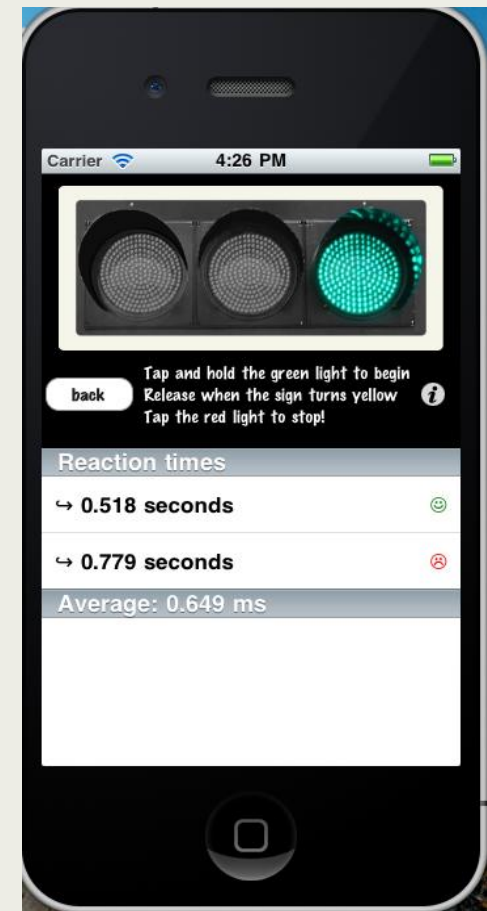 Carrier 4:26 PM
Tap and hold the green light to begin
back Release when the sign turns yellow i
Tap the red light to stop!
Reaction times
↪ 0.518 seconds
↪ 0.779 seconds
Average: 0.649 ms